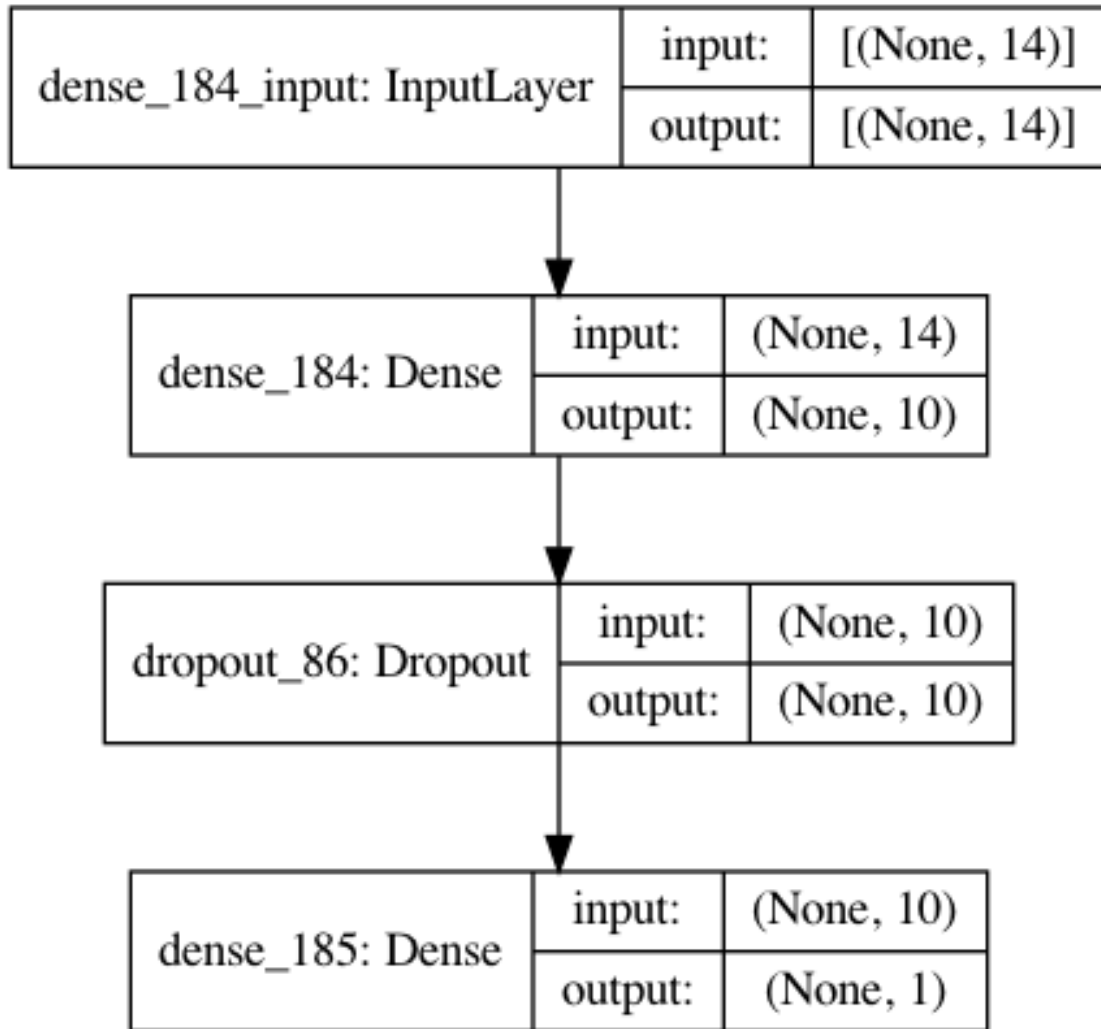 dense_184_input: InputLayer
input: [(None, 14)]
output: [(None, 14)]
dense_184: Dense
input: (None, 14)
output: (None, 10)
dropout_86: Dropout
input: (None, 10)
output: (None, 10)
dense_185: Dense
input: (None, 10)
output: (None, 1)